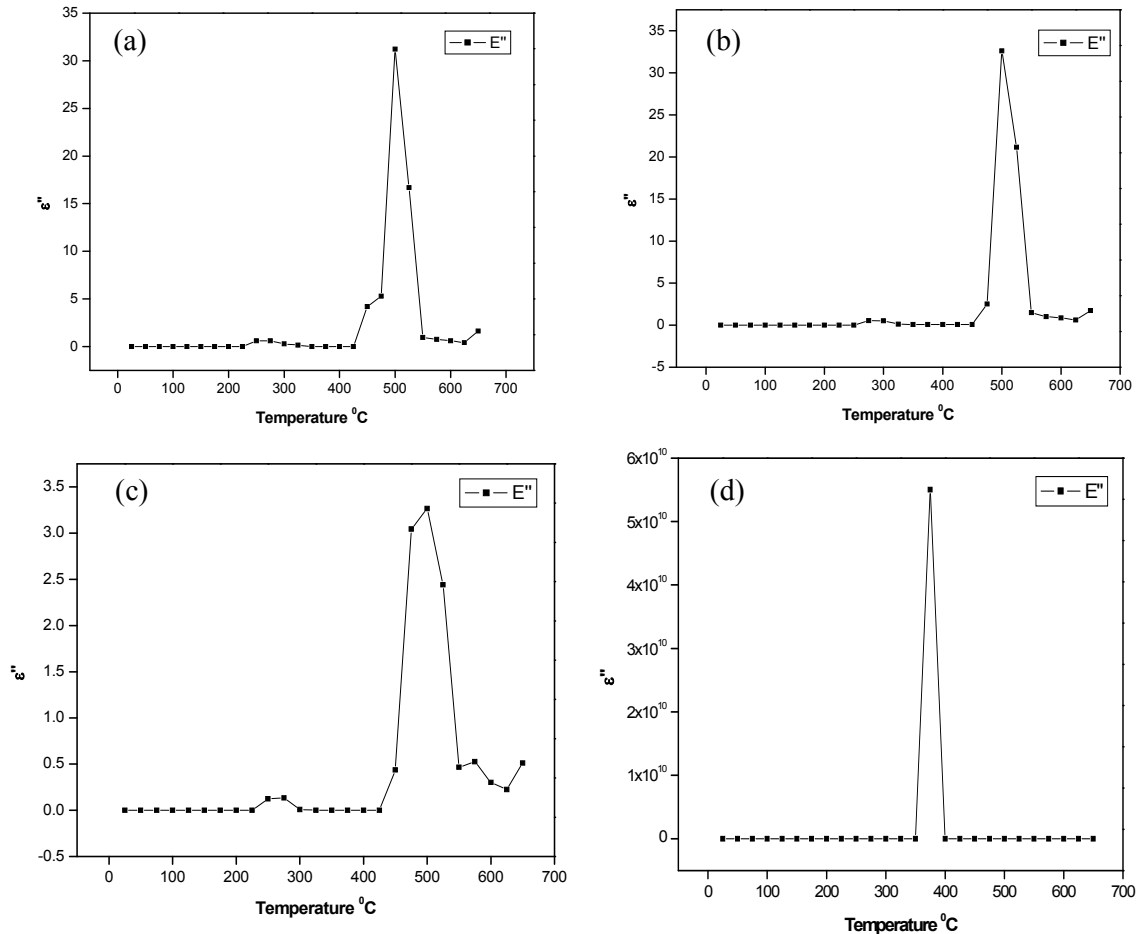 (a)
E"
35
30
25
20
15
10
5
0
ε"
0 100 200 300 400 500 600 700
Temperature ⁰C
(b)
E"
35
30
25
20
15
10
5
0
-5
ε"
0 100 200 300 400 500 600 700
Temperature ⁰C
(c)
E"
3.5
3.0
2.5
2.0
1.5
1.0
0.5
0.0
-0.5
ε"
0 100 200 300 400 500 600 700
Temperature ⁰C
(d)
E"
6x10¹⁰
5x10¹⁰
4x10¹⁰
3x10¹⁰
2x10¹⁰
1x10¹⁰
0
ε"
0 100 200 300 400 500 600 700
Temperature ⁰C